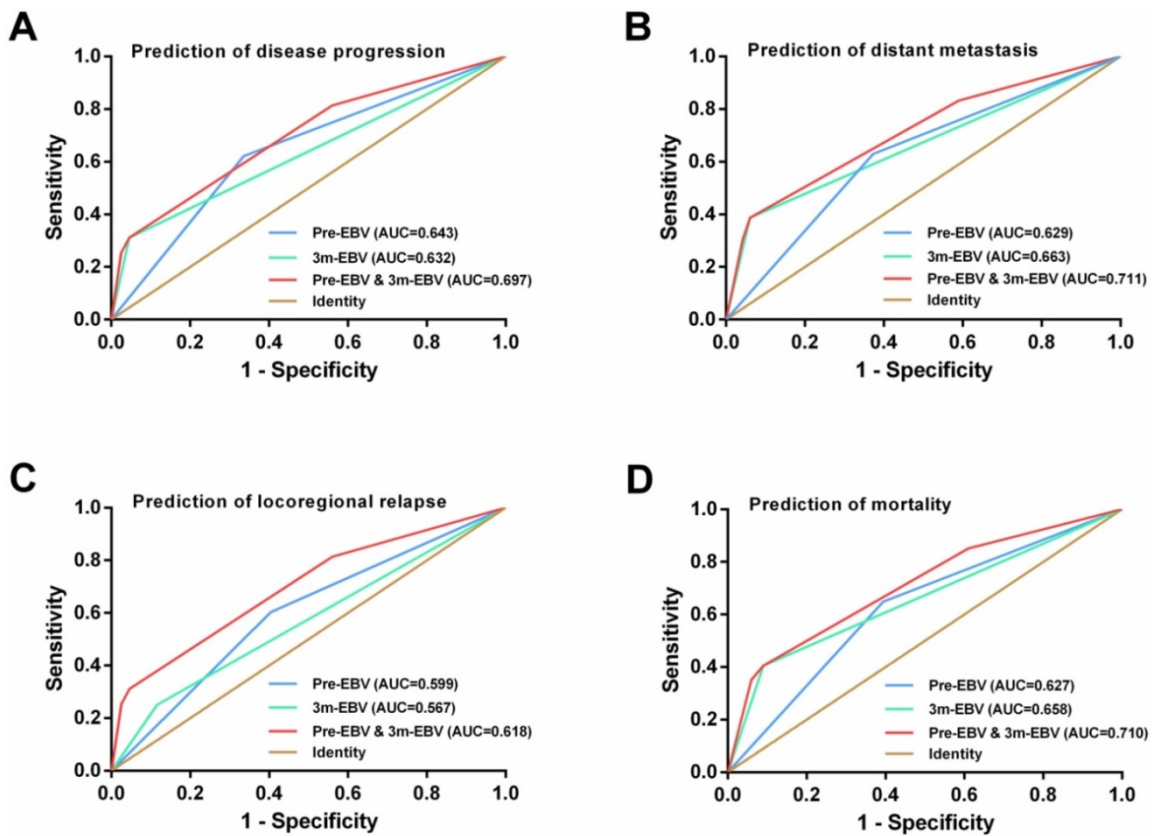 A
Prediction of disease progression
1.0
0.8
0.6
0.4
0.2
0.0
Sensitivity
Pre-EBV (AUC=0.643)
3m-EBV (AUC=0.632)
Pre-EBV & 3m-EBV (AUC=0.697)
Identity
0.0 0.2 0.4 0.6 0.8 1.0
1 - Specificity
B
Prediction of distant metastasis
1.0
0.8
0.6
0.4
0.2
0.0
Sensitivity
Pre-EBV (AUC=0.629)
3m-EBV (AUC=0.663)
Pre-EBV & 3m-EBV (AUC=0.711)
Identity
0.0 0.2 0.4 0.6 0.8 1.0
1 - Specificity
C
Prediction of locoregional relapse
1.0
0.8
0.6
0.4
0.2
0.0
Sensitivity
Pre-EBV (AUC=0.599)
3m-EBV (AUC=0.567)
Pre-EBV & 3m-EBV (AUC=0.618)
Identity
0.0 0.2 0.4 0.6 0.8 1.0
1 - Specificity
D
Prediction of mortality
1.0
0.8
0.6
0.4
0.2
0.0
Sensitivity
Pre-EBV (AUC=0.627)
3m-EBV (AUC=0.658)
Pre-EBV & 3m-EBV (AUC=0.710)
Identity
0.0 0.2 0.4 0.6 0.8 1.0
1 - Specificity